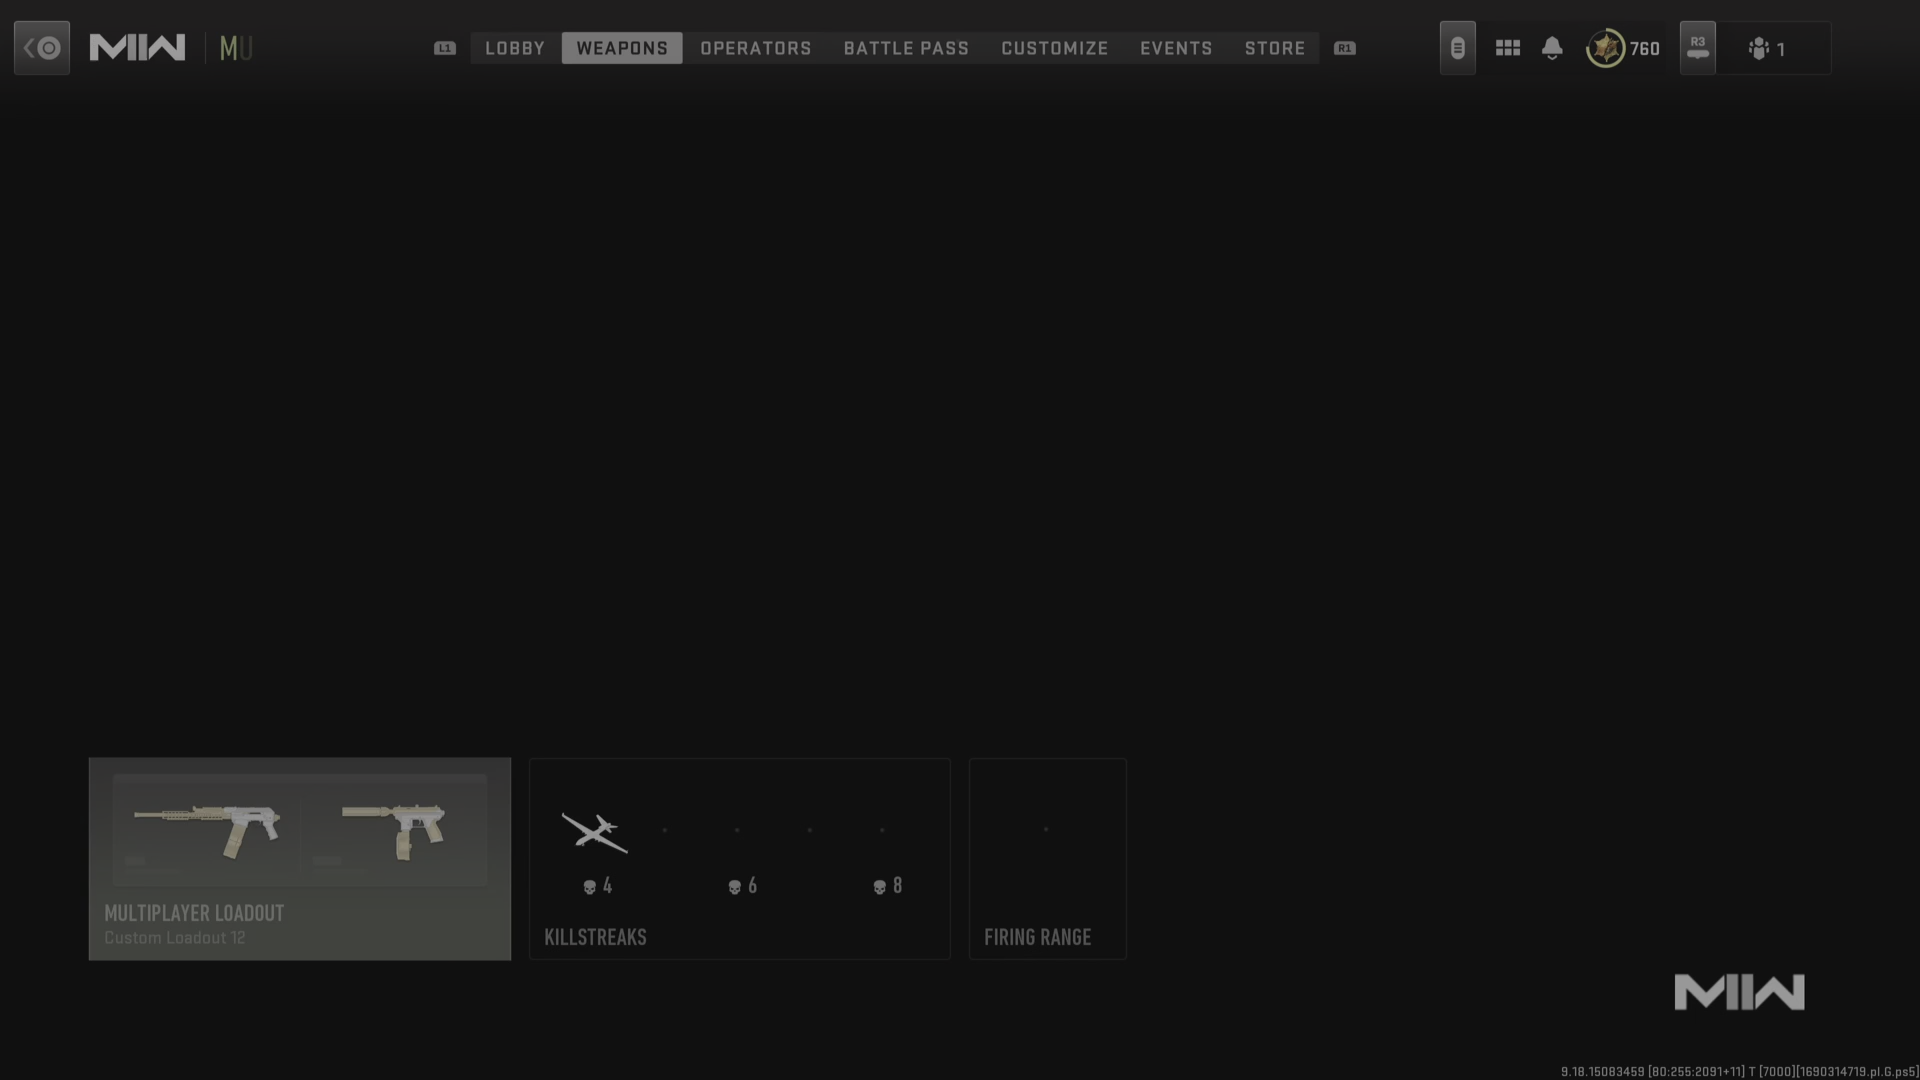 MW MU
L1 LOBBY WEAPONS OPERATORS BATTLE PASS CUSTOMIZE EVENTS STORE R1
760 R3 1
4 6 8
MULTIPLAYER LOADOUT
Custom Loadout 12
KILLSTREAKS
FIRING RANGE
MW
9.18.15083459 [80:255:2091+11] T [7000][1690314719.pl.G.ps5]